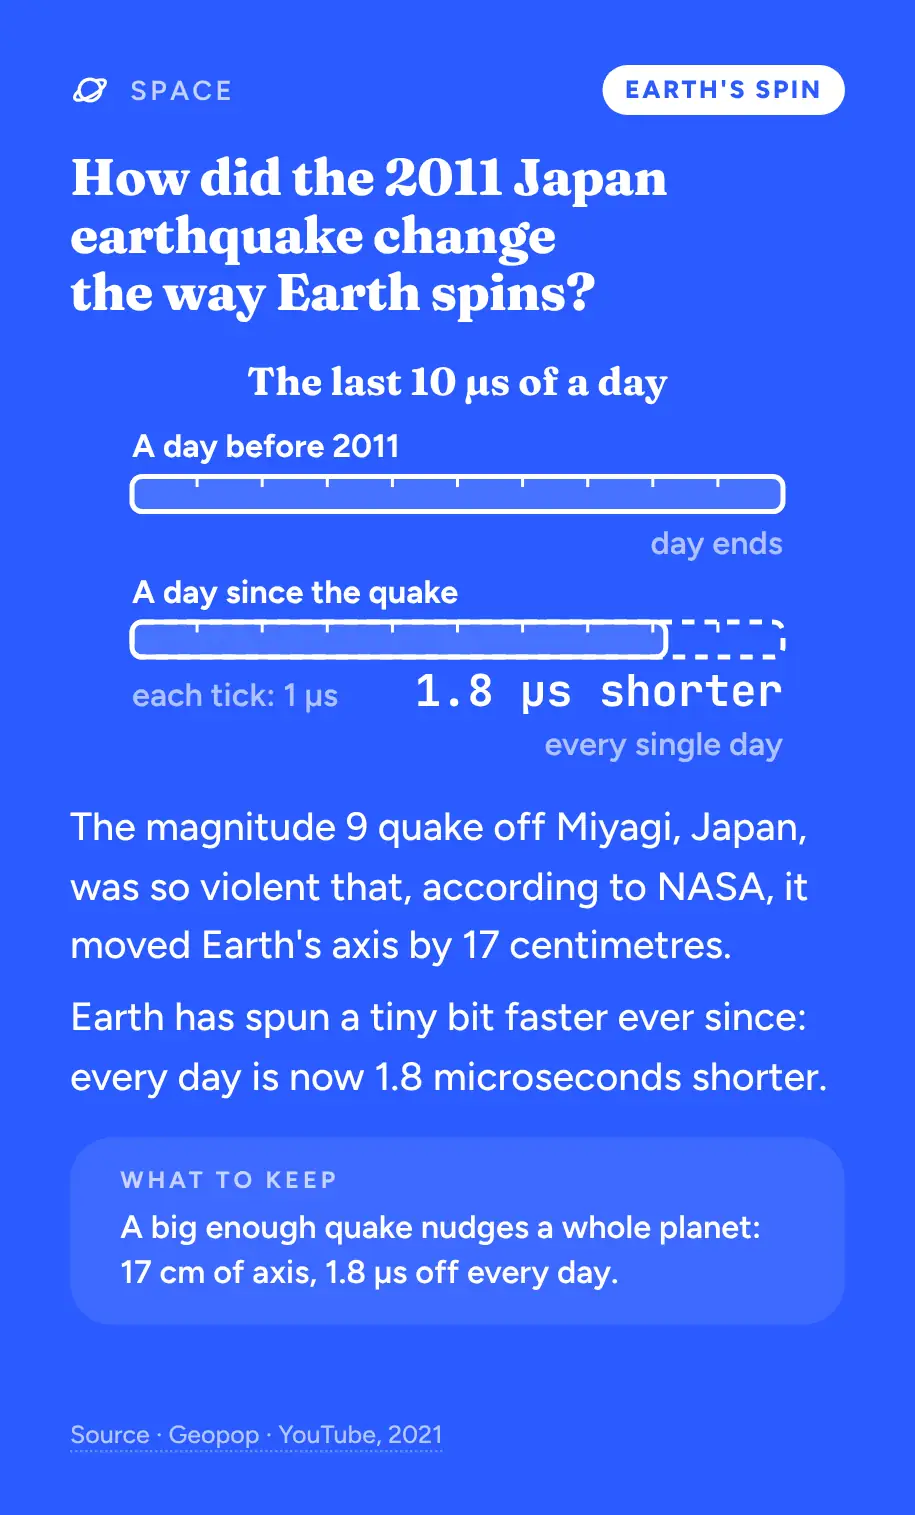 SPACE
EARTH'S SPIN
How did the 2011 Japan
earthquake change
the way Earth spins?
The last 10 µs of a day
A day before 2011
day ends
A day since the quake
each tick: 1 µs
1.8 µs shorter
every single day
The magnitude 9 quake off Miyagi, Japan,
was so violent that, according to NASA, it
moved Earth's axis by 17 centimetres.
Earth has spun a tiny bit faster ever since:
every day is now 1.8 microseconds shorter.
WHAT TO KEEP
A big enough quake nudges a whole planet:
17 cm of axis, 1.8 µs off every day.
Source · Geopop · YouTube, 2021